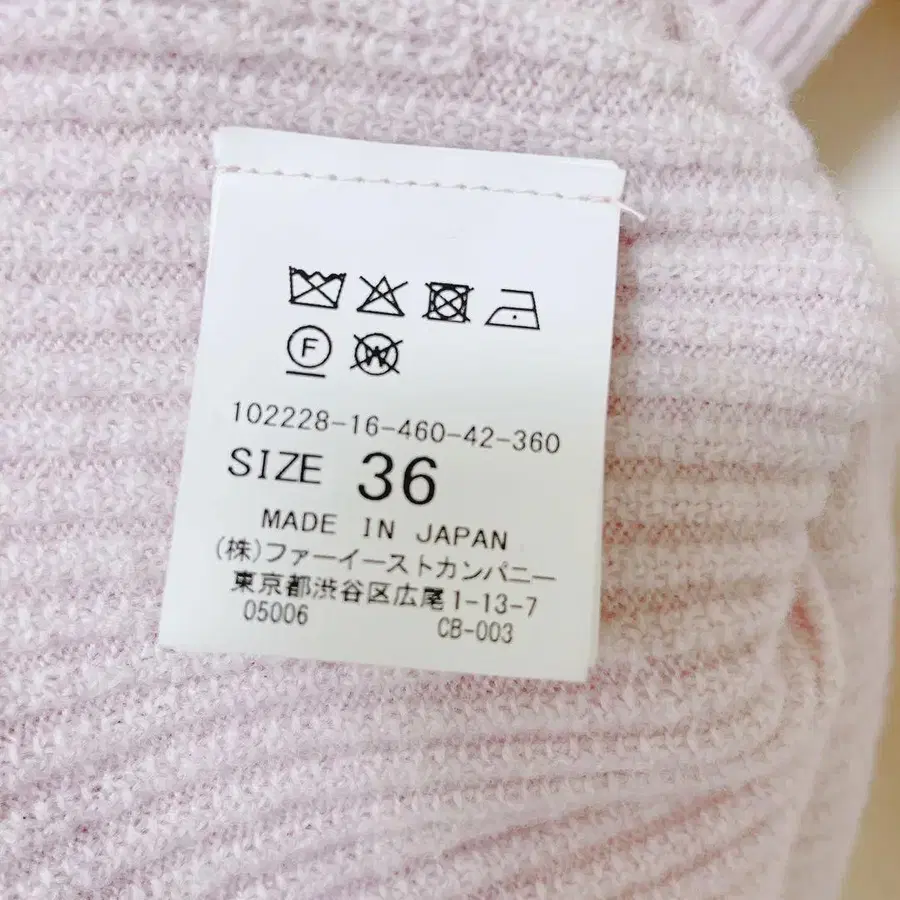 F
W
102228-16-460-42-360
SIZE 36
MADE IN JAPAN
(株)ファーイーストカンパニー
東京都渋谷区広尾1-13-7
05006 CB-003